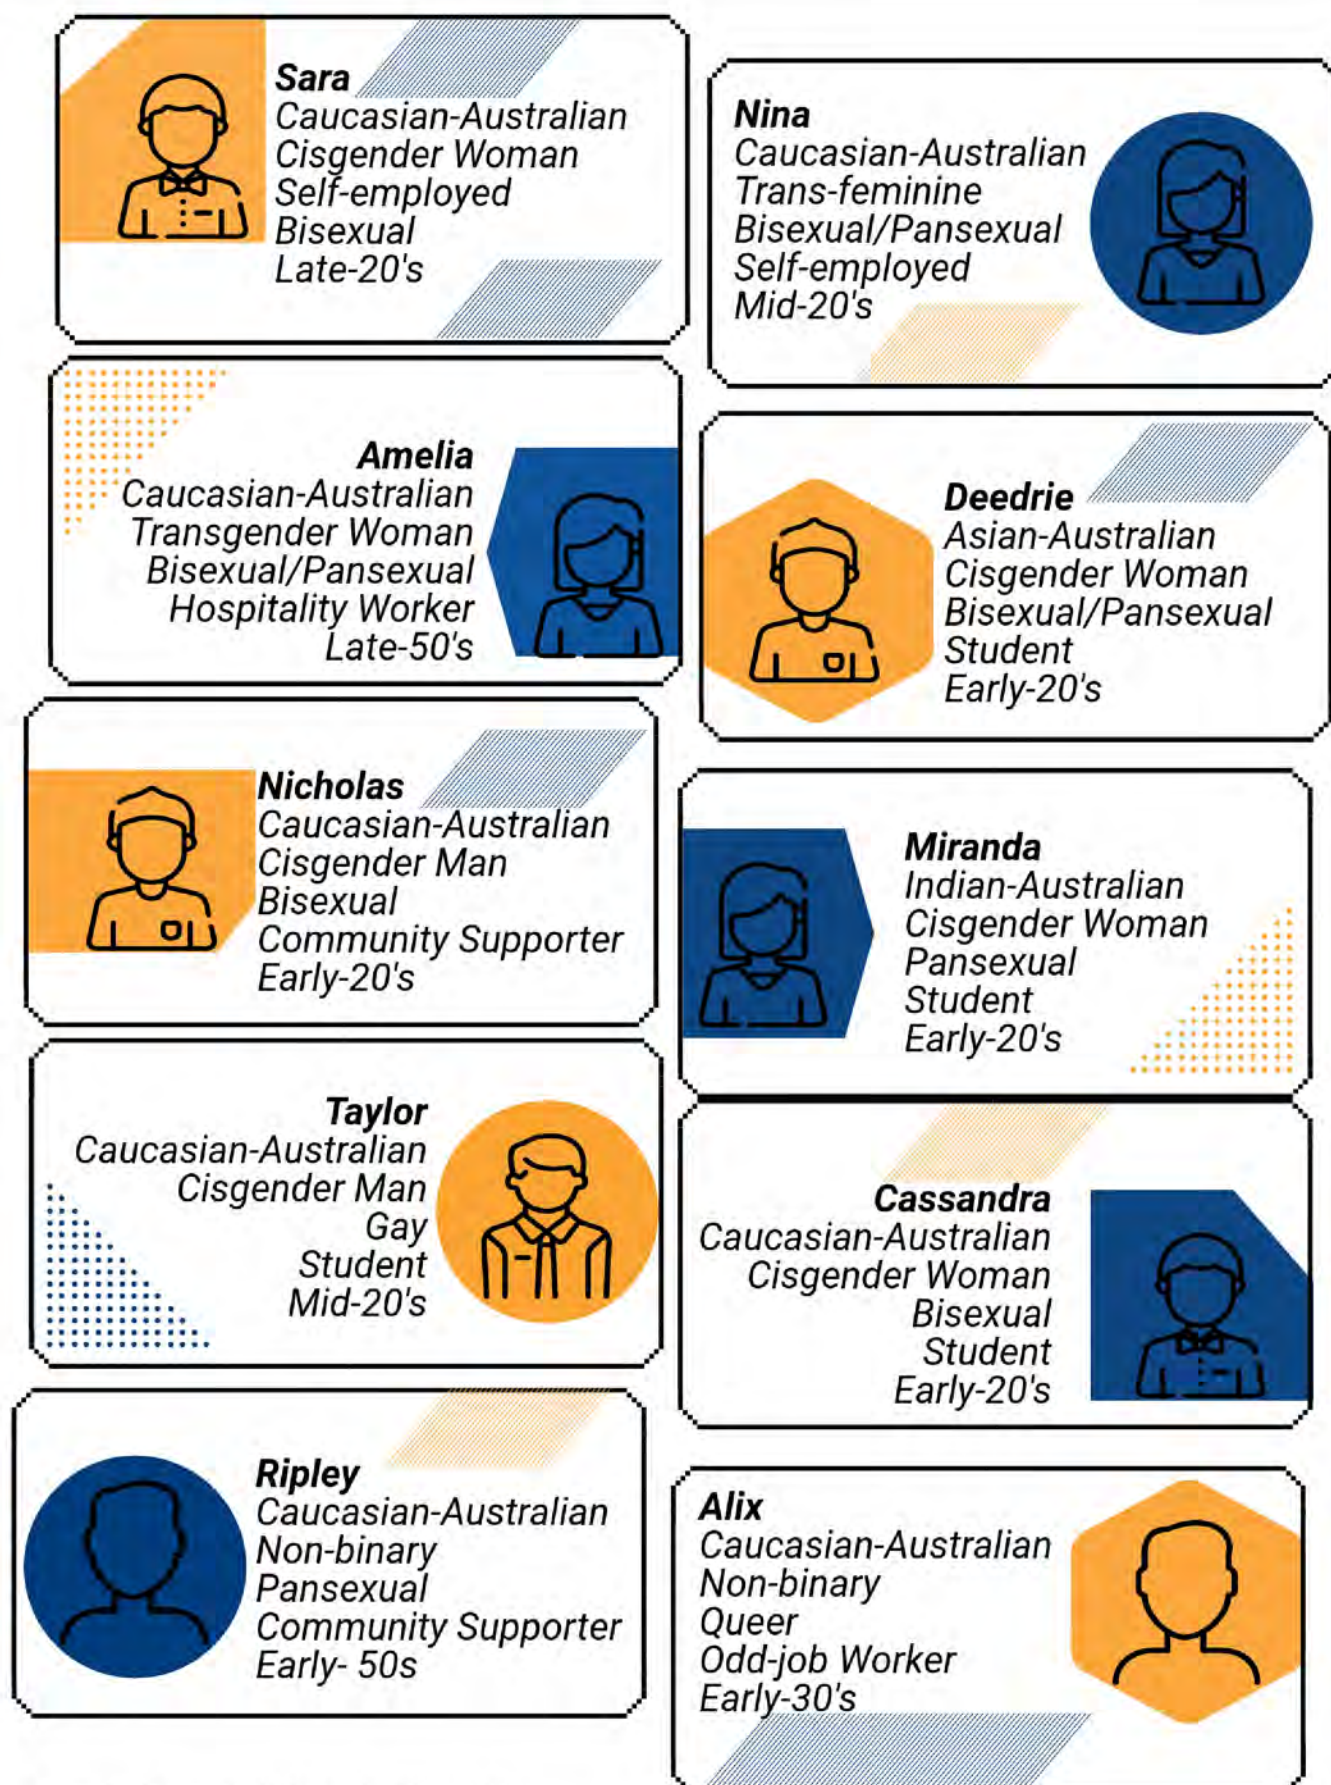 Sara
Caucasian-Australian
Cisgender Woman
Self-employed
Bisexual
Late-20's
Nina
Caucasian-Australian
Trans-feminine
Bisexual/Pansexual
Self-employed
Mid-20's
Amelia
Caucasian-Australian
Transgender Woman
Bisexual/Pansexual
Hospitality Worker
Late-50's
Deedrie
Asian-Australian
Cisgender Woman
Bisexual/Pansexual
Student
Early-20's
Nicholas
Caucasian-Australian
Cisgender Man
Bisexual
Community Supporter
Early-20's
Miranda
Indian-Australian
Cisgender Woman
Pansexual
Student
Early-20's
Taylor
Caucasian-Australian
Cisgender Man
Gay
Student
Mid-20's
Cassandra
Caucasian-Australian
Cisgender Woman
Bisexual
Student
Early-20's
Ripley
Caucasian-Australian
Non-binary
Pansexual
Community Supporter
Early- 50s
Alix
Caucasian-Australian
Non-binary
Queer
Odd-job Worker
Early-30's